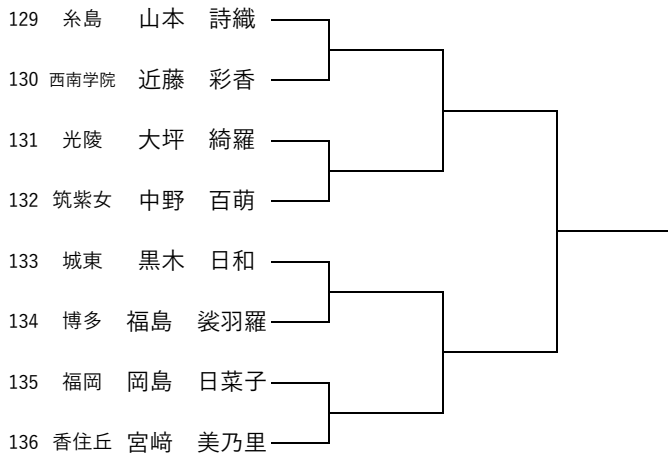 129 糸島 山本 詩織
130 西南学院 近藤 彩香
131 光陵 大坪 綺羅
132 筑紫女 中野 百萌
133 城東 黒木 日和
134 博多 福島 裟羽羅
135 福岡 岡島 日菜子
136 香住丘 宮﨑 美乃里